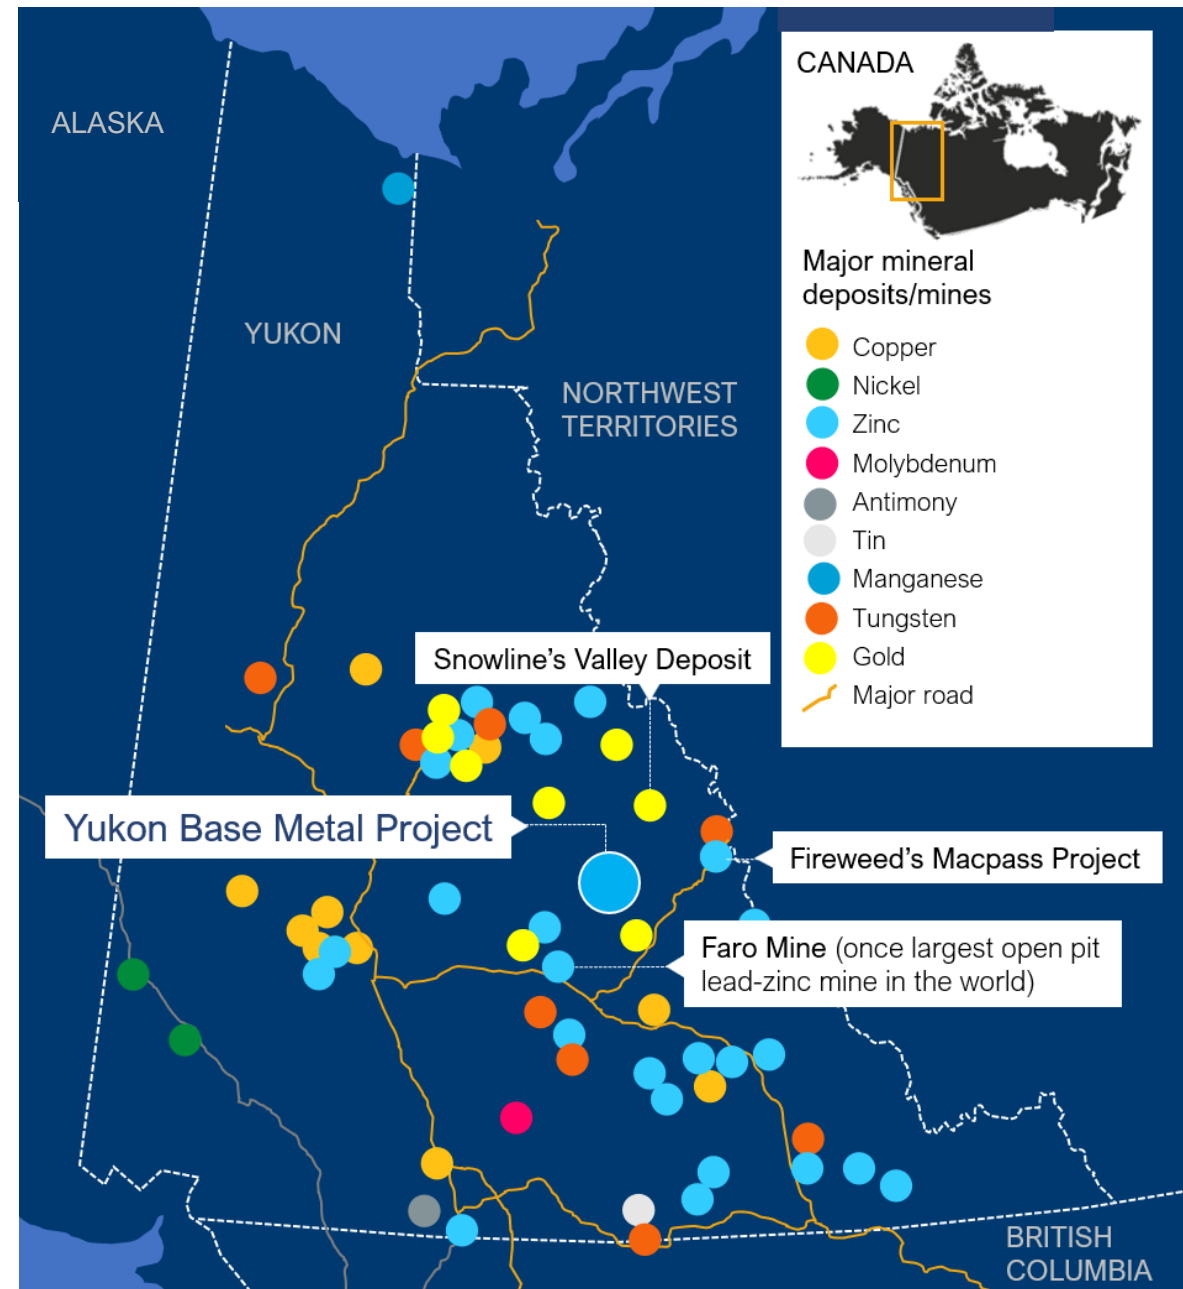 ALASKA
YUKON
NORTHWEST
TERRITORIES
CANADA
Major mineral
deposits/mines
Copper
Nickel
Zinc
Molybdenum
Antimony
Tin
Manganese
Tungsten
Gold
Major road
Snowline’s Valley Deposit
Yukon Base Metal Project
Fireweed’s Macpass Project
Faro Mine (once largest open pit
lead-zinc mine in the world)
BRITISH
COLUMBIA